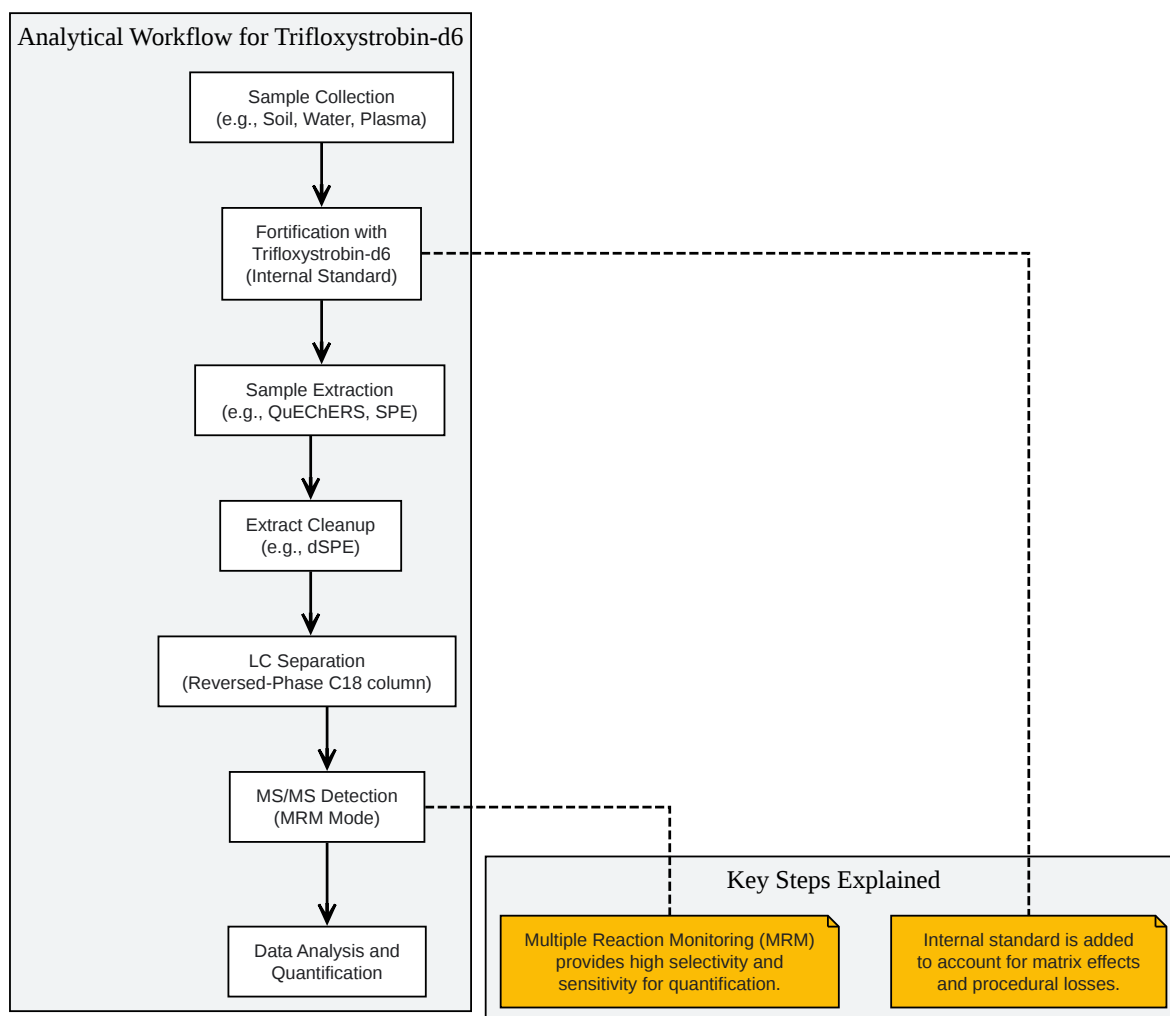 Analytical Workflow for Trifloxystrobin-d6
Sample Collection
(e.g., Soil, Water, Plasma)
Fortification with
Trifloxystrobin-d6
(Internal Standard)
Sample Extraction
(e.g., QuEChERS, SPE)
Extract Cleanup
(e.g., dSPE)
LC Separation
(Reversed-Phase C18 column)
MS/MS Detection
(MRM Mode)
Data Analysis and
Quantification
Key Steps Explained
Multiple Reaction Monitoring (MRM)
provides high selectivity and
sensitivity for quantification.
Internal standard is added
to account for matrix effects
and procedural losses.